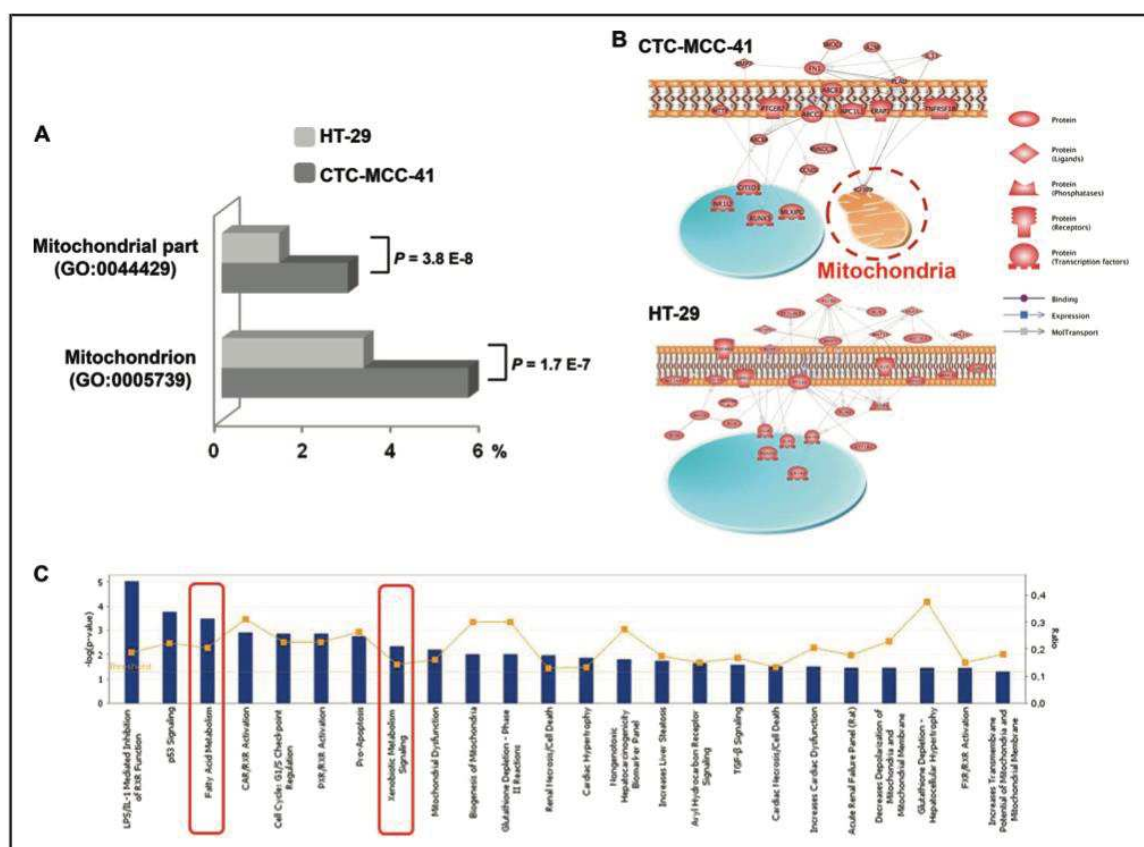 A
HT-29
CTC-MCC-41
Mitochondrial part
(GO:0044429)
P = 3.8 E-8
Mitochondrion
(GO:0005739)
P = 1.7 E-7
0
2
4
6
%
B
CTC-MCC-41
FN1
PTGER2
RUNX3
MLXIPL
Mitochondria
Protein
Protein
(Ligands)
Protein
(Phosphatases)
Protein
(Receptors)
Protein
(Transcription factors)
Binding
Expression
MolTransport
HT-29
C
-log(p-value)
5
4
3
2
1
0
Threshold
Ratio
0,4
0,3
0,2
0,1
0,0
LPS/IL-1 Mediated Inhibition
of RXR Function
p53 Signaling
Fatty Acid Metabolism
CAR/RXR Activation
Cell Cycle: G1/S Checkpoint
Regulation
PXR/RXR Activation
Pro-Apoptosis
Xenobiotic Metabolism
Signaling
Mitochondrial Dysfunction
Biogenesis of Mitochondria
Glutathione Depletion - Phase
II Reactions
Renal Necrosis/Cell Death
Cardiac Hypertrophy
Nongenotoxic
Hepatocarcinogenicity
Biomarker Panel
Increases Liver Steatosis
Aryl Hydrocarbon Receptor
Signaling
TGF-β Signaling
Cardiac Necrosis/Cell Death
Increases Cardiac Dysfunction
Acute Renal Failure Panel (Rat)
Decreases Depolarization of
Mitochondria and
Mitochondrial Membrane
Glutathione Depletion -
Hepatocellular Hypertrophy
FXR/RXR Activation
Increases Transmembrane
Potential of Mitochondria and
Mitochondrial Membrane